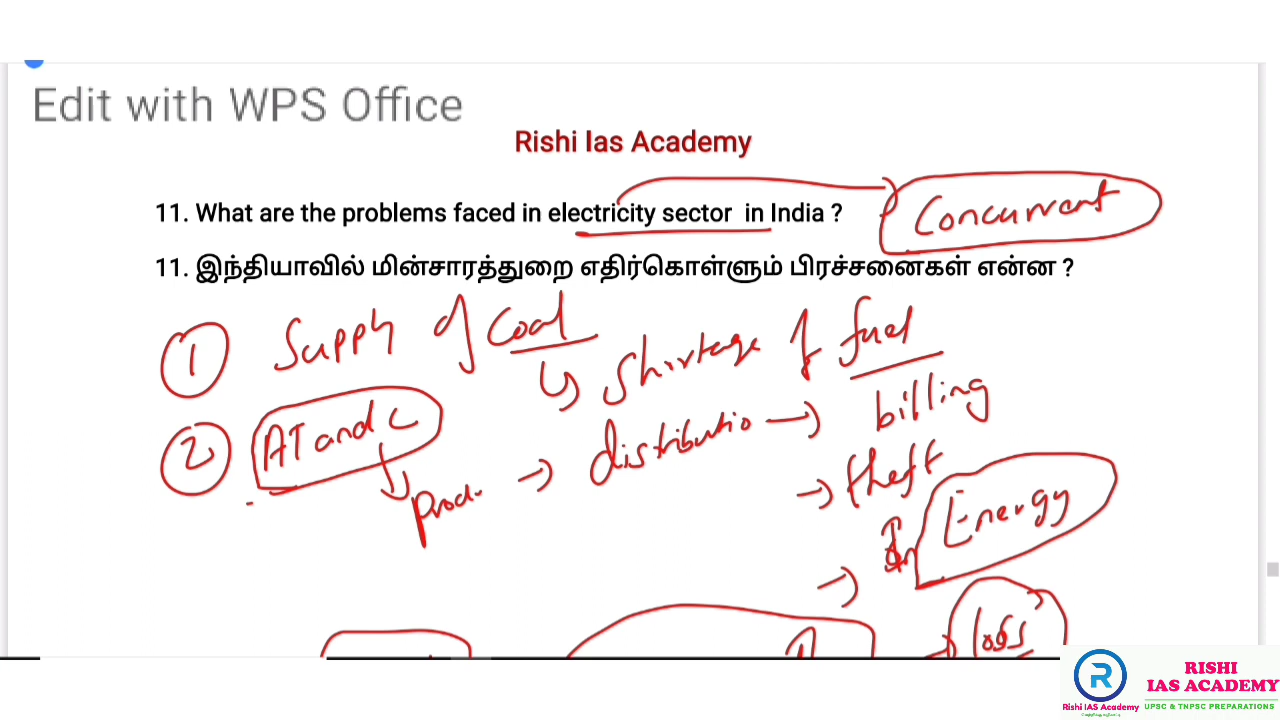 Edit with WPS Office
Rishi Ias Academy
11. What are the problems faced in electricity sector in India ?
Concurrent
11. இந்தியாவில் மின்சாரத்துறை எதிர்கொள்ளும் பிரச்சனைகள் என்ன ?
1 Supply of Coal
↳ Shortage of fuel
2 AT and C
Prod. → distributio → billing
→ theft
→ Energy
loss
R
RISHI
IAS ACADEMY
Rishi IAS Academy
UPSC & TNPSC PREPARATIONS